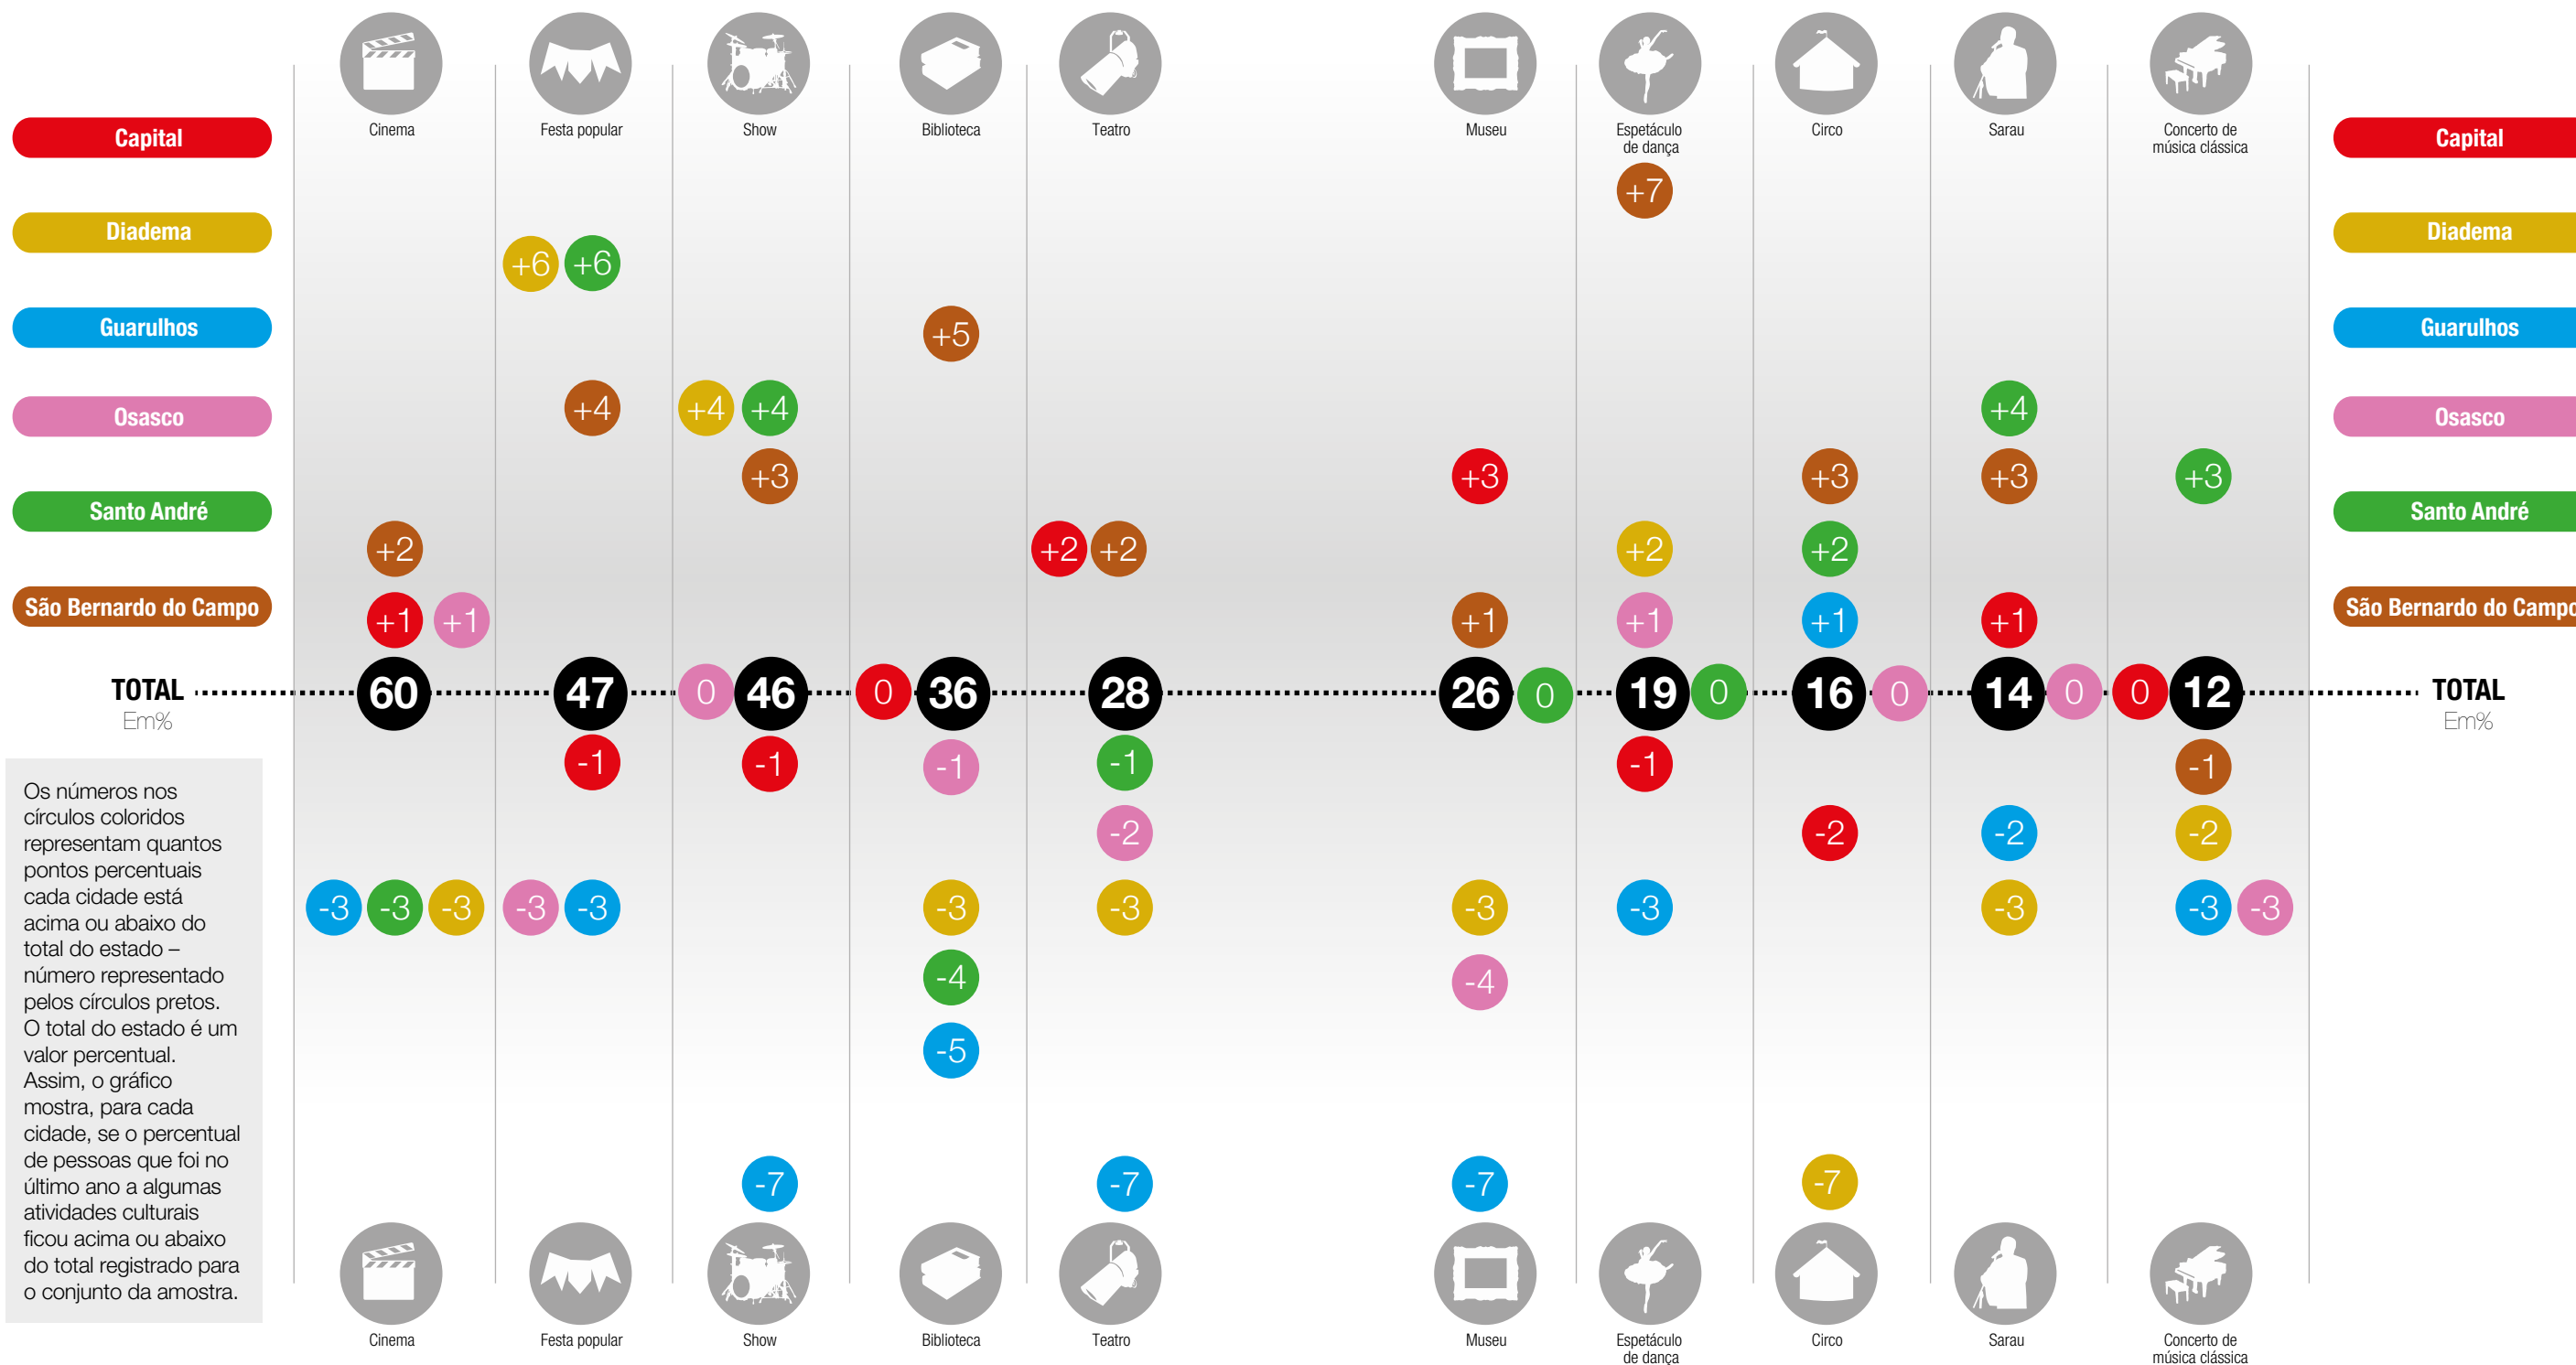 Cinema
Festa popular
Show
Biblioteca
Teatro
Museu
Espetáculo
de dança
Circo
Sarau
Concerto de
música clássica
Capital
Capital
+7
Diadema
Diadema
+6 +6
Guarulhos
Guarulhos
+5
Osasco
Osasco
+4 +4 +4 +4
+3 +3 +3 +3 +3
Santo André
Santo André
+2 +2 +2 +2 +2
São Bernardo do Campo
São Bernardo do Campo
+1 +1 +1 +1 +1 +1
TOTAL 60 47 0 46 0 36 28 26 0 19 0 16 0 14 0 0 12 TOTAL
Em%
Em%
-1 -1 -1 -1 -1 -1
-2 -2 -2 -2
-3 -3 -3 -3 -3 -3 -3 -3 -3 -3 -3 -3
-4 -4
-5
-7 -7 -7 -7
Os números nos
círculos coloridos
representam quantos
pontos percentuais
cada cidade está
acima ou abaixo do
total do estado –
número representado
pelos círculos pretos.
O total do estado é um
valor percentual.
Assim, o gráfico
mostra, para cada
cidade, se o percentual
de pessoas que foi no
último ano a algumas
atividades culturais
ficou acima ou abaixo
do total registrado para
o conjunto da amostra.
Cinema
Festa popular
Show
Biblioteca
Teatro
Museu
Espetáculo
de dança
Circo
Sarau
Concerto de
música clássica